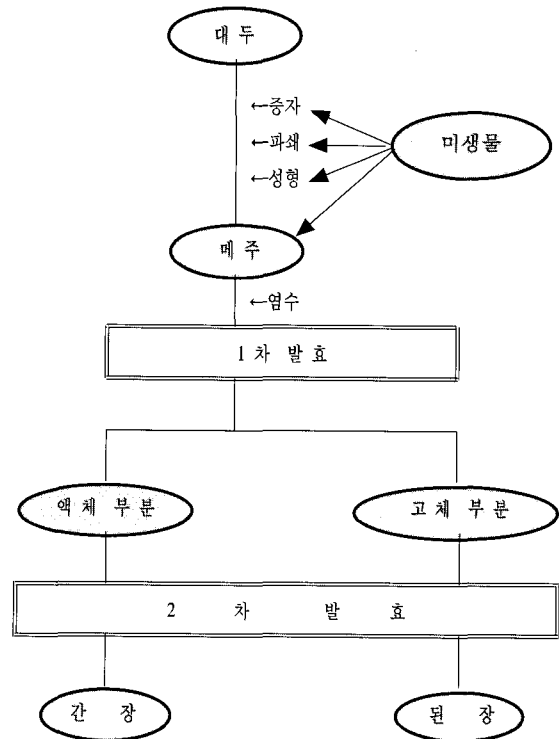 대 두
←증자
←파쇄
미생물
←성형
메 주
←염수
1 차 발 효
액 체 부 분
고 체 부 분
2 차 발 효
간 장
된 장